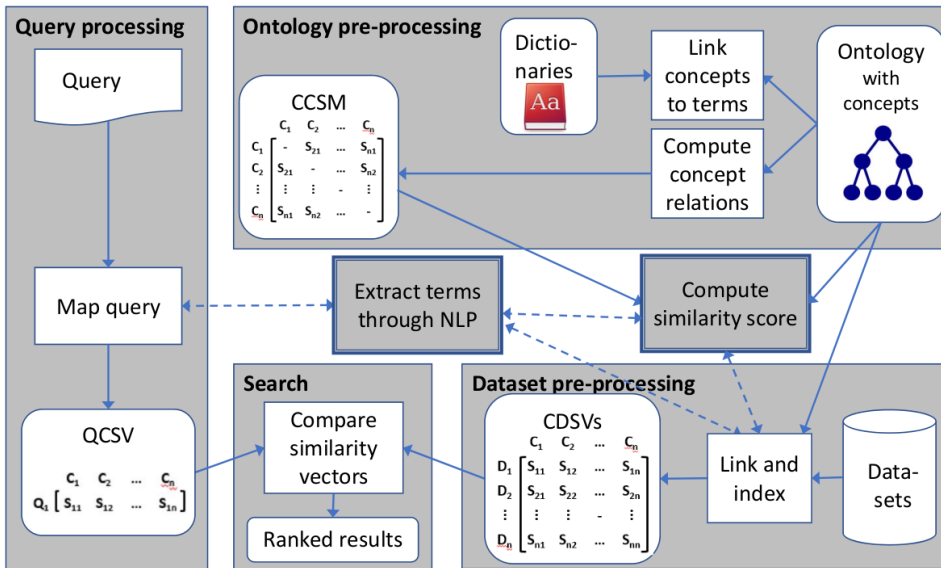 Query processing
Query
Map query
QCSV
C1 C2 ... Cn
Q1 [ S11 S12 ... S1n ]
Ontology pre-processing
CCSM
C1 C2 ... Cn
C1 - S21 ... Sn1
C2 S21 - ... Sn2
⋮ ⋮ ⋮ - ⋮
Cn Sn1 Sn2 ... -
Dictio-
naries
Aa
Link
concepts
to terms
Compute
concept
relations
Ontology
with
concepts
Extract terms
through NLP
Compute
similarity score
Search
Compare
similarity
vectors
Ranked results
Dataset pre-processing
CDSVs
C1 C2 ... Cn
D1 S11 S12 ... S1n
D2 S21 S22 ... S2n
⋮ ⋮ ⋮ - ⋮
Dn Sn1 Sn2 ... Snn
Link and
index
Data-
sets